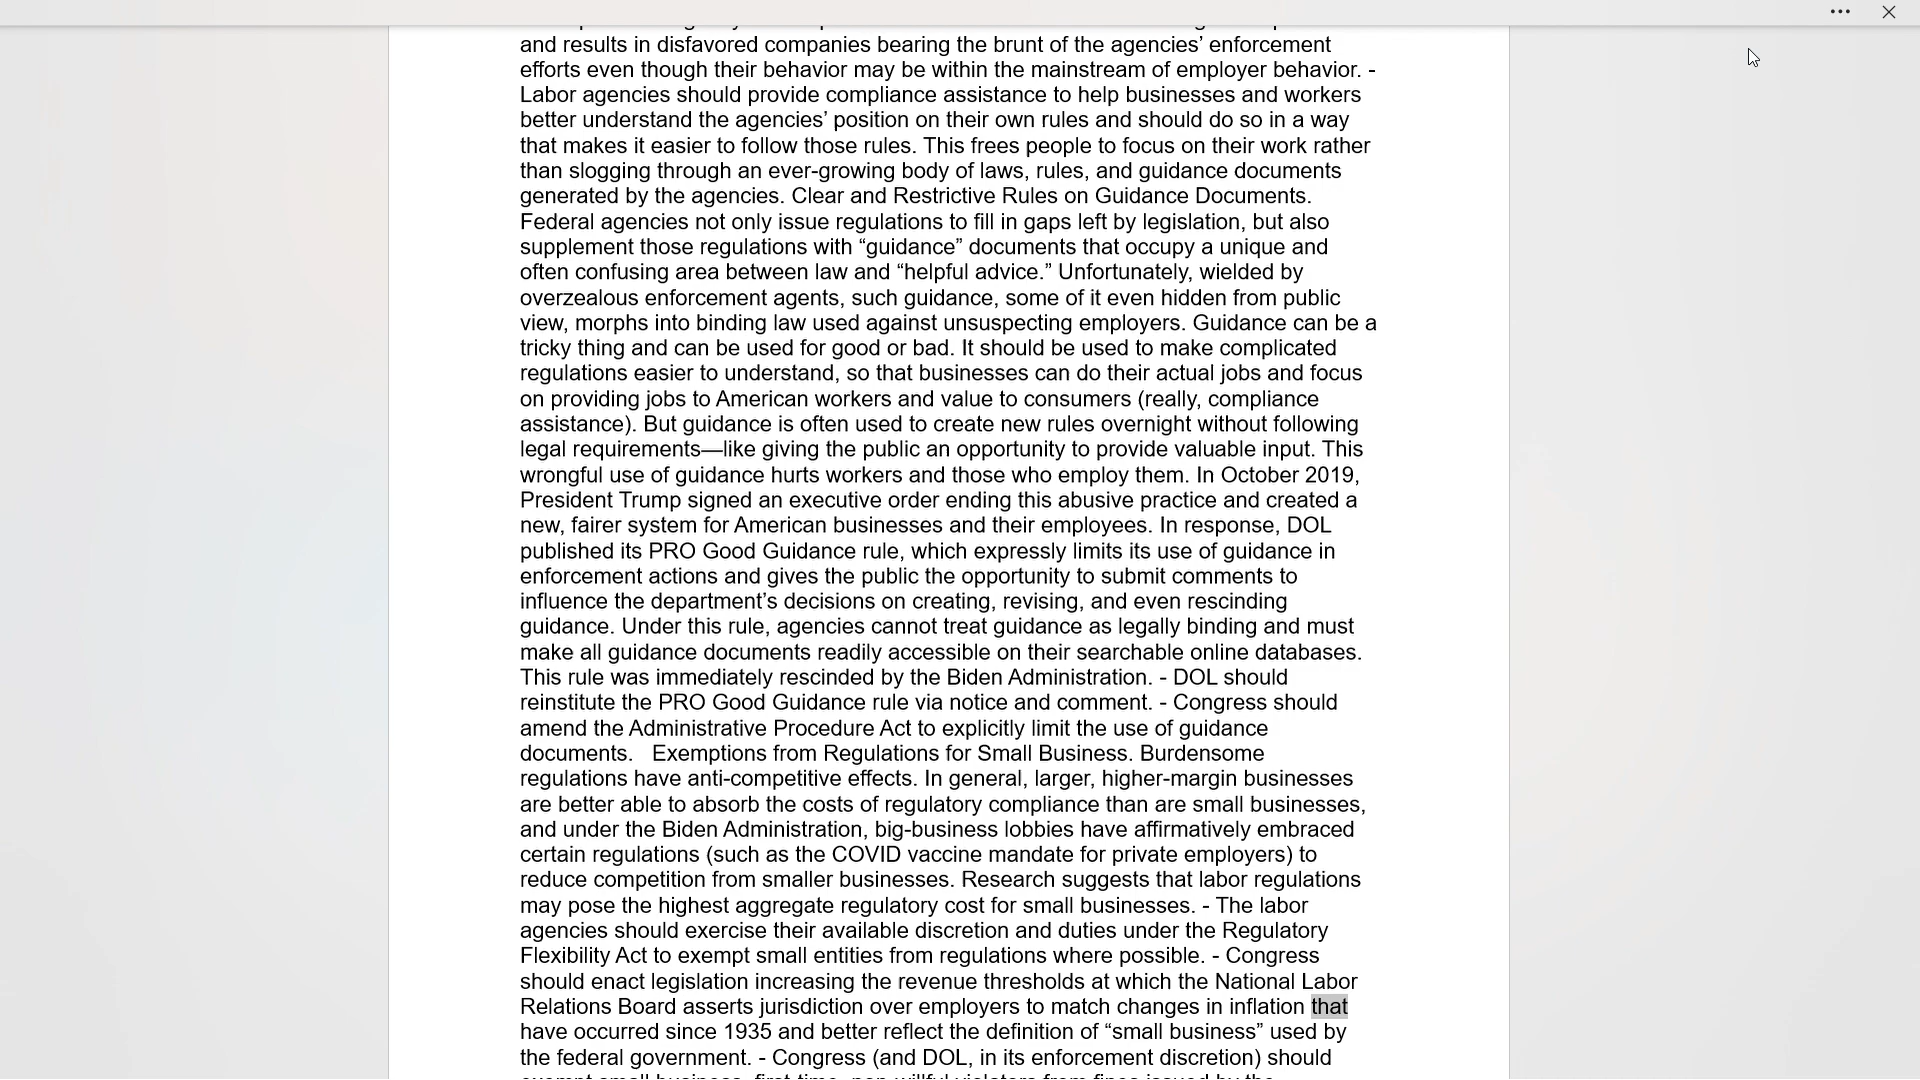 and results in disfavored companies bearing the brunt of the agencies’ enforcement
efforts even though their behavior may be within the mainstream of employer behavior. -
Labor agencies should provide compliance assistance to help businesses and workers
better understand the agencies’ position on their own rules and should do so in a way
that makes it easier to follow those rules. This frees people to focus on their work rather
than slogging through an ever-growing body of laws, rules, and guidance documents
generated by the agencies. Clear and Restrictive Rules on Guidance Documents.
Federal agencies not only issue regulations to fill in gaps left by legislation, but also
supplement those regulations with “guidance” documents that occupy a unique and
often confusing area between law and “helpful advice.” Unfortunately, wielded by
overzealous enforcement agents, such guidance, some of it even hidden from public
view, morphs into binding law used against unsuspecting employers. Guidance can be a
tricky thing and can be used for good or bad. It should be used to make complicated
regulations easier to understand, so that businesses can do their actual jobs and focus
on providing jobs to American workers and value to consumers (really, compliance
assistance). But guidance is often used to create new rules overnight without following
legal requirements—like giving the public an opportunity to provide valuable input. This
wrongful use of guidance hurts workers and those who employ them. In October 2019,
President Trump signed an executive order ending this abusive practice and created a
new, fairer system for American businesses and their employees. In response, DOL
published its PRO Good Guidance rule, which expressly limits its use of guidance in
enforcement actions and gives the public the opportunity to submit comments to
influence the department’s decisions on creating, revising, and even rescinding
guidance. Under this rule, agencies cannot treat guidance as legally binding and must
make all guidance documents readily accessible on their searchable online databases.
This rule was immediately rescinded by the Biden Administration. - DOL should
reinstitute the PRO Good Guidance rule via notice and comment. - Congress should
amend the Administrative Procedure Act to explicitly limit the use of guidance
documents.   Exemptions from Regulations for Small Business. Burdensome
regulations have anti-competitive effects. In general, larger, higher-margin businesses
are better able to absorb the costs of regulatory compliance than are small businesses,
and under the Biden Administration, big-business lobbies have affirmatively embraced
certain regulations (such as the COVID vaccine mandate for private employers) to
reduce competition from smaller businesses. Research suggests that labor regulations
may pose the highest aggregate regulatory cost for small businesses. - The labor
agencies should exercise their available discretion and duties under the Regulatory
Flexibility Act to exempt small entities from regulations where possible. - Congress
should enact legislation increasing the revenue thresholds at which the National Labor
Relations Board asserts jurisdiction over employers to match changes in inflation that
have occurred since 1935 and better reflect the definition of “small business” used by
the federal government. - Congress (and DOL, in its enforcement discretion) should